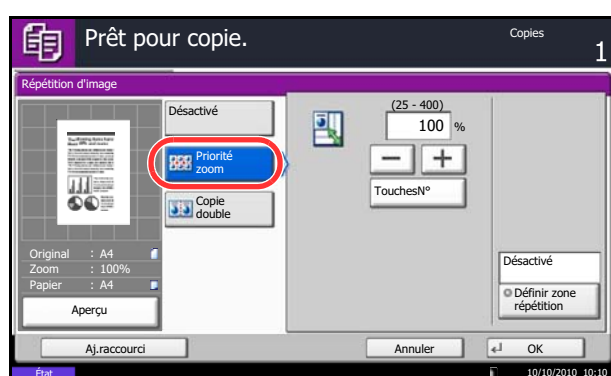 Prêt pour copie.
Copies
1
Répétition d'image
Désactivé
Priorité
zoom
Copie
double
(25 - 400)
100 %
TouchesN°
Original : A4
Zoom : 100%
Papier : A4
Aperçu
Désactivé
Définir zone
répétition
Aj.raccourci
Annuler
OK
État
10/10/2010 10:10